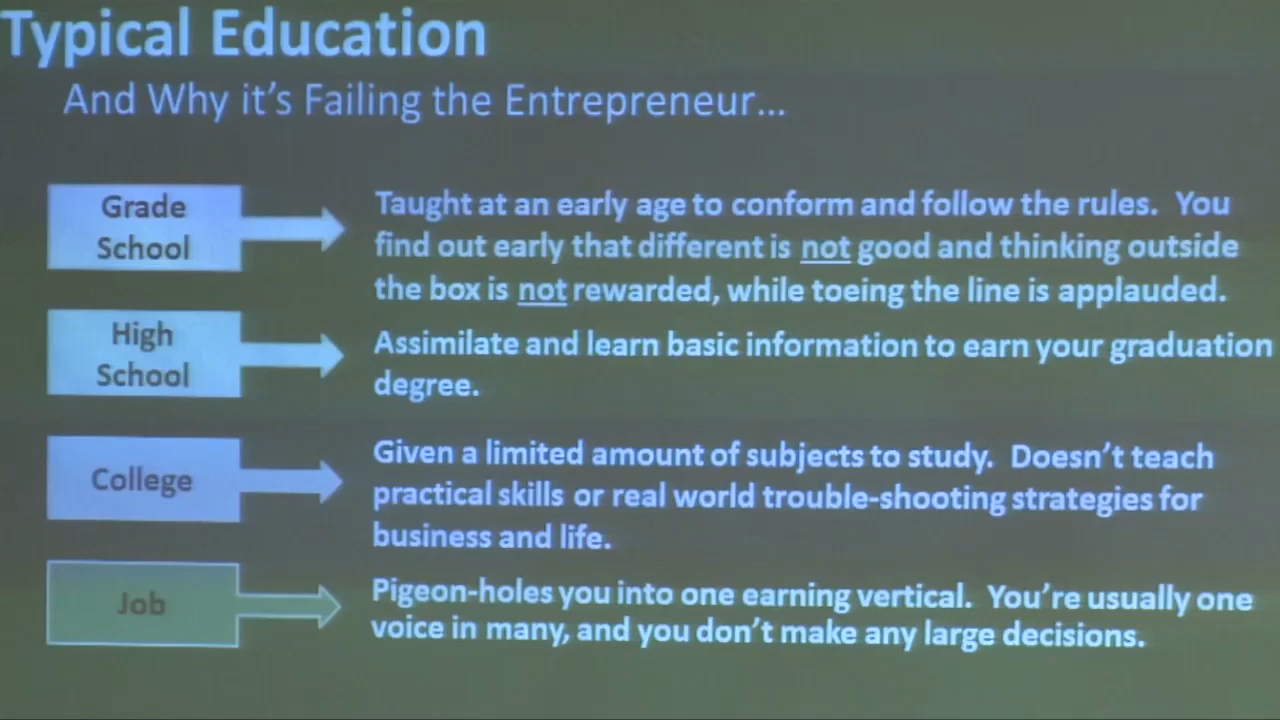 Typical Education
And Why it's Failing the Entrepreneur...
Grade
School
Taught at an early age to conform and follow the rules.  You
find out early that different is not good and thinking outside
the box is not rewarded, while toeing the line is applauded.
High
School
Assimilate and learn basic information to earn your graduation
degree.
College
Given a limited amount of subjects to study.  Doesn't teach
practical skills or real world trouble-shooting strategies for
business and life.
Job
Pigeon-holes you into one earning vertical.  You're usually one
voice in many, and you don't make any large decisions.